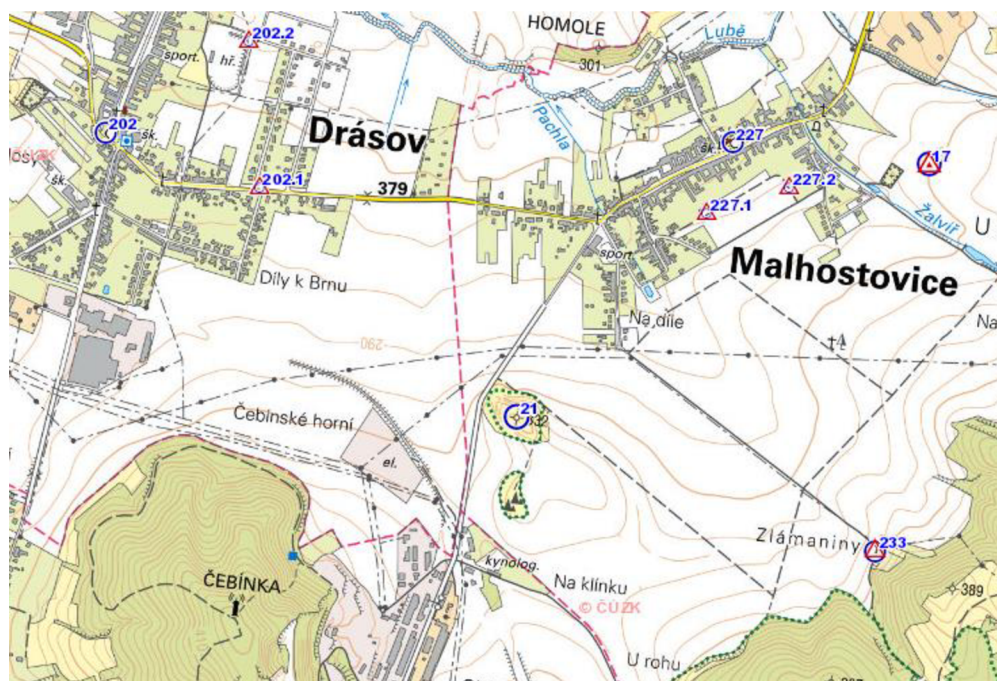 HOMOLE
301
202.2
sport.
hř.
Lubě
Pachla
202
šk.
Drásov
šk.
227
17
šk.
202.1
379
227.2
227.1
Žalvíř
U
sport.
Malhostovice
Díly k Brnu
Na díle
Na
290
Čebínské horní
21
el.
Zlámaniny
233
kynolog.
ČEBÍNKA
Na klínku
389
© ČÚZK
U rohu